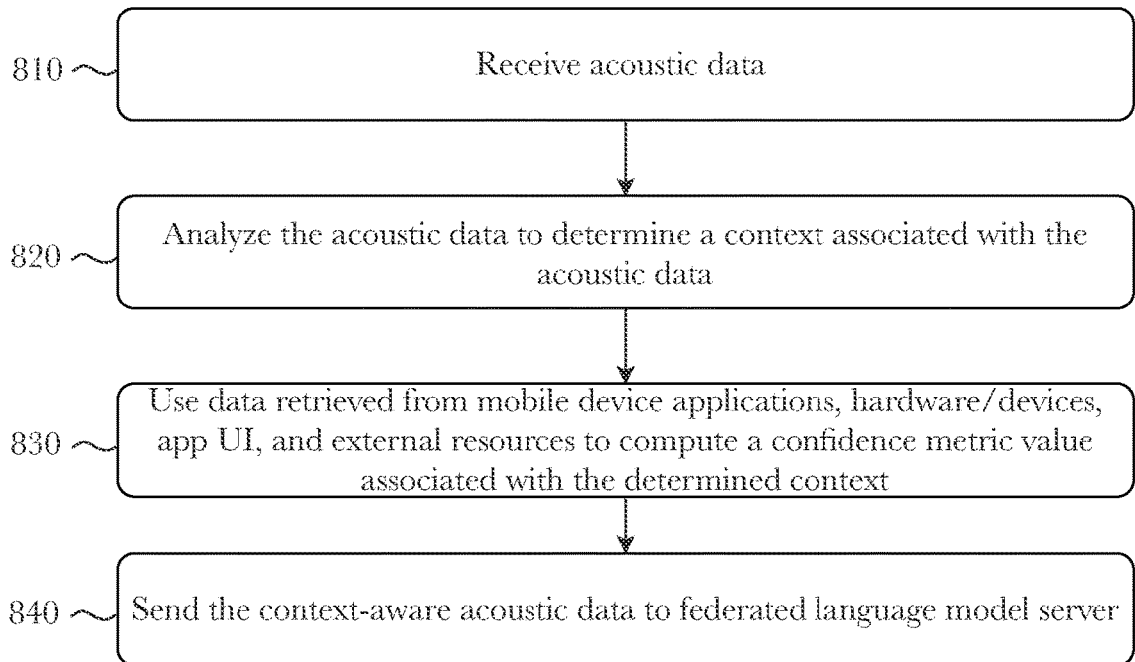 810
Receive acoustic data
820
Analyze the acoustic data to determine a context associated with the
acoustic data
830
Use data retrieved from mobile device applications, hardware/devices,
app UI, and external resources to compute a confidence metric value
associated with the determined context
840
Send the context-aware acoustic data to federated language model server